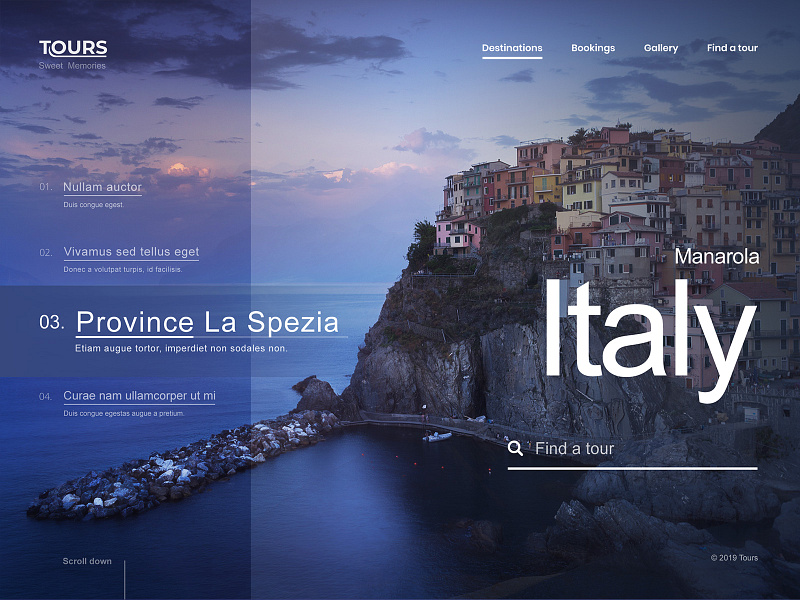 TOURS
Sweet Memories
Destinations
Bookings
Gallery
Find a tour
01. Nullam auctor
Duis congue egest.
02. Vivamus sed tellus eget
Donec a volutpat turpis, id facilisis.
03. Province La Spezia
Etiam augue tortor, imperdiet non sodales non.
04. Curae nam ullamcorper ut mi
Duis congue egestas augue a pretium.
Manarola
Italy
Find a tour
Scroll down
© 2019 Tours